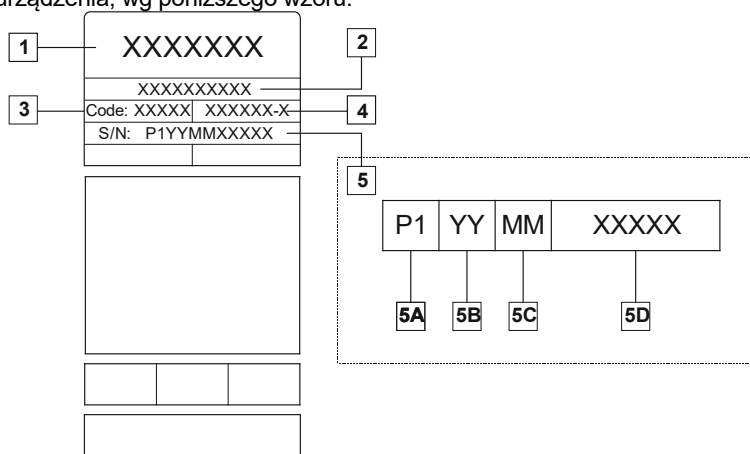 urządzenia, wg poniższego wzoru:
1 XXXXXXX 2
XXXXXXXXXX
3 Code: XXXXX XXXXXX-X 4
S/N: P1YYMMXXXXX
5
P1 YY MM XXXXX
5A 5B 5C 5D